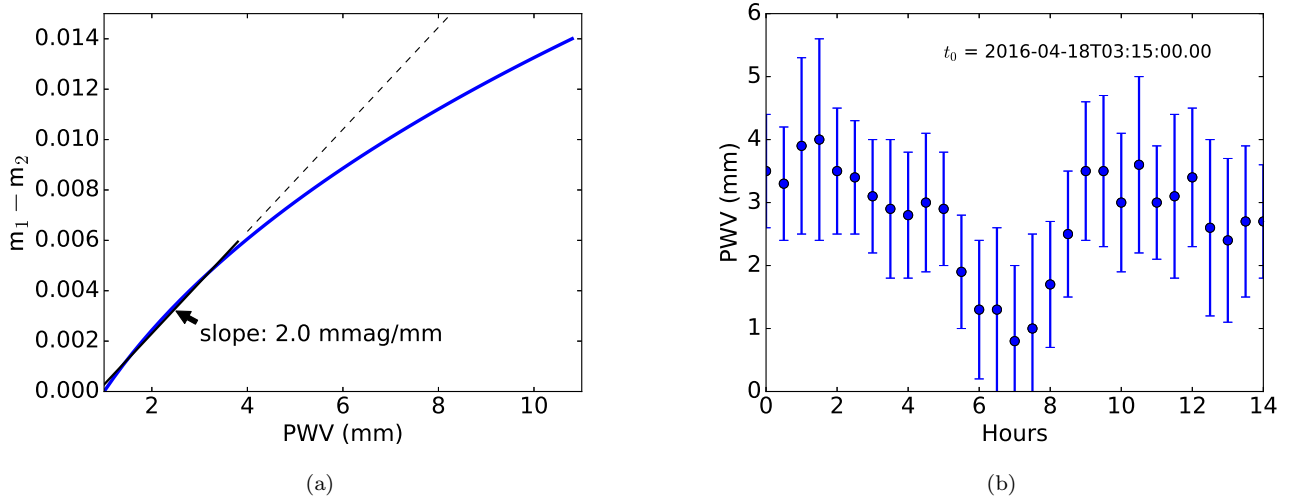 0.014
0.012
0.010
0.008
0.006
0.004
0.002
0.000
m₁ − m₂
slope: 2.0 mmag/mm
2 4 6 8 10
PWV (mm)
(a)
6
5
4
3
2
1
0
PWV (mm)
t₀ = 2016-04-18T03:15:00.00
0 2 4 6 8 10 12 14
Hours
(b)